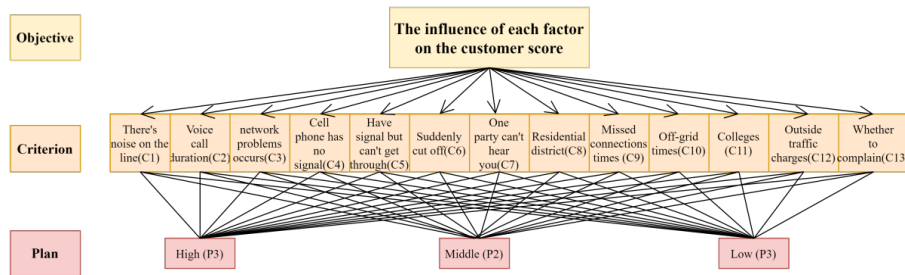 Objective
The influence of each factor
on the customer score
Criterion
There's
noise on the
line(C1)
Voice
call
duration(C2)
network
problems
occurs(C3)
Cell
phone has
no
signal(C4)
Have
signal but
can't get
through(C5)
Suddenly
cut off(C6)
One
party can't
hear
you(C7)
Residential
district(C8)
Missed
connections
times (C9)
Off-grid
times(C10)
Colleges
(C11)
Outside
traffic
charges(C12)
Whether
to
complain(C13
Plan
High (P3)
Middle (P2)
Low (P3)